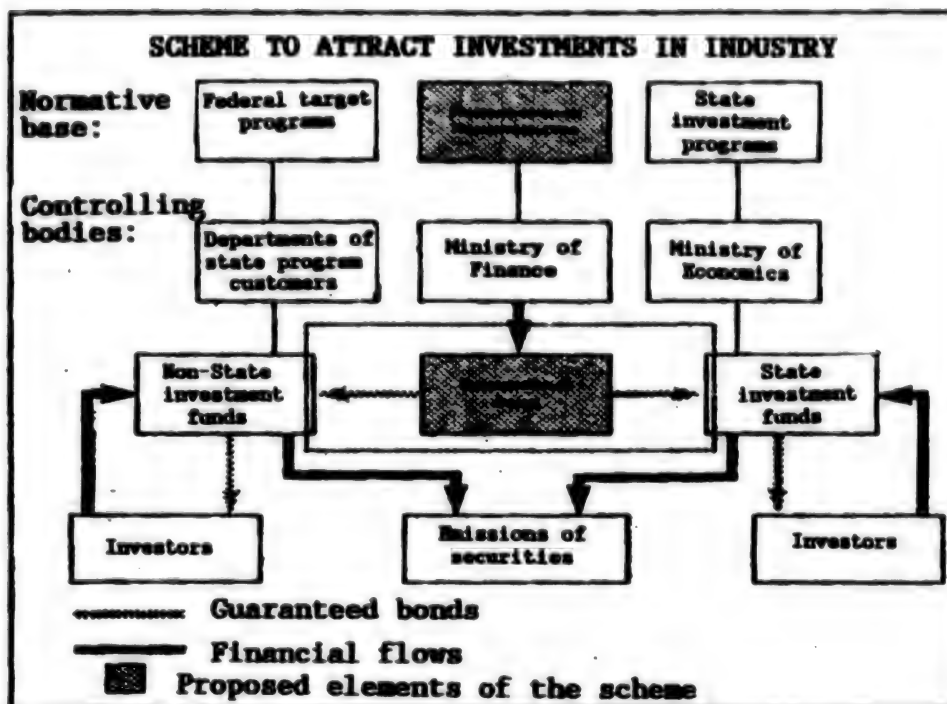 SCHEME TO ATTRACT INVESTMENTS IN INDUSTRY
Normative
base:
Federal target
programs
State
investment
programs
Controlling
bodies:
Departments of
state program
customers
Ministry of
Finance
Ministry of
Economics
Non-State
investment
funds
State
investment
funds
Investors
Emissions of
securities
Investors
Guaranteed bonds
Financial flows
Proposed elements of the scheme